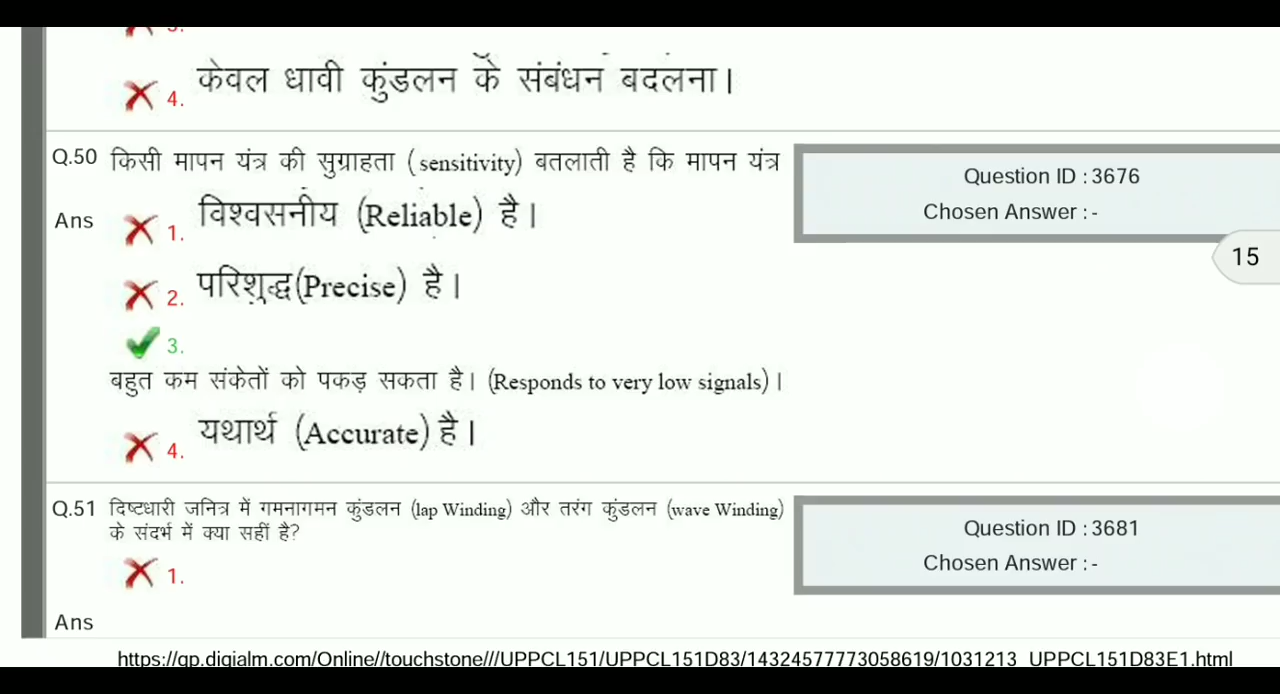 4. केवल धावी कुंडलन के संबंधन बदलना।
Q.50 किसी मापन यंत्र की सुग्राहता (sensitivity) बतलाती है कि मापन यंत्र
Question ID : 3676
Chosen Answer : -
Ans
1. विश्वसनीय (Reliable) है।
15
2. परिशुद्ध(Precise) है।
3.
बहुत कम संकेतों को पकड़ सकता है। (Responds to very low signals)।
4. यथार्थ (Accurate) है।
Q.51 दिष्टधारी जनित्र में गमनागमन कुंडलन (lap Winding) और तरंग कुंडलन (wave Winding)
के संदर्भ में क्या सहीं है?
Question ID : 3681
Chosen Answer : -
1.
Ans
https://qp.digialm.com/Online//touchstone///UPPCL151/UPPCL151D83/14324577773058619/1031213_UPPCL151D83E1.html